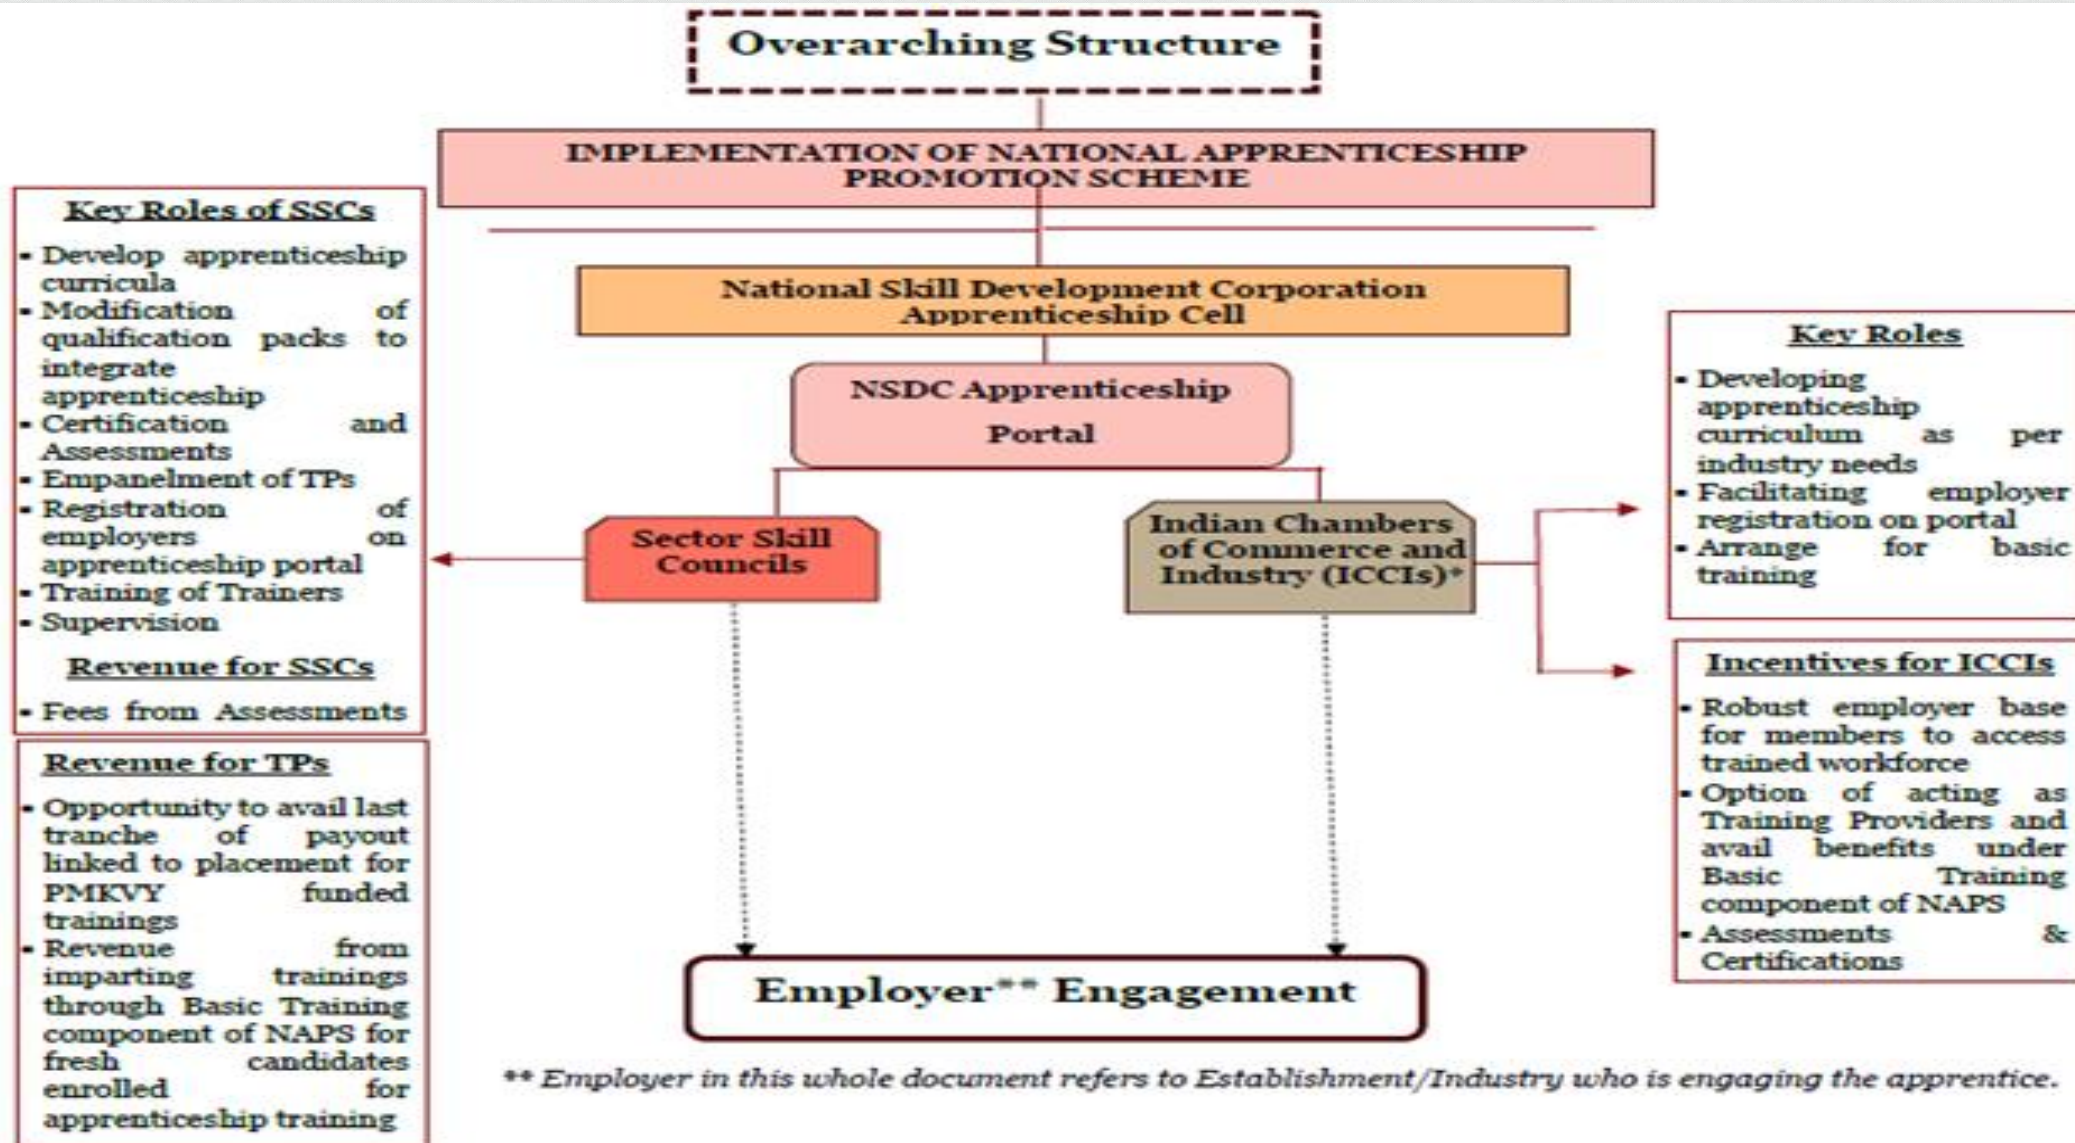 Overarching Structure
IMPLEMENTATION OF NATIONAL APPRENTICESHIP
PROMOTION SCHEME
Key Roles of SSCs
▪ Develop apprenticeship
curricula
▪ Modification of
qualification packs to
integrate
apprenticeship
▪ Certification and
Assessments
▪ Empanelment of TPs
▪ Registration of
employers on
apprenticeship portal
▪ Training of Trainers
▪ Supervision
Revenue for SSCs
▪ Fees from Assessments
Revenue for TPs
▪ Opportunity to avail last
tranche of payout
linked to placement for
PMKVY funded
trainings
▪ Revenue from
imparting trainings
through Basic Training
component of NAPS for
fresh candidates
enrolled for
apprenticeship training
National Skill Development Corporation
Apprenticeship Cell
NSDC Apprenticeship
Portal
Sector Skill
Councils
Indian Chambers
of Commerce and
Industry (ICCIs)*
Key Roles
▪ Developing
apprenticeship
curriculum as per
industry needs
▪ Facilitating employer
registration on portal
▪ Arrange for basic
training
Incentives for ICCIs
▪ Robust employer base
for members to access
trained workforce
▪ Option of acting as
Training Providers and
avail benefits under
Basic Training
component of NAPS
▪ Assessments &
Certifications
Employer** Engagement
** Employer in this whole document refers to Establishment/Industry who is engaging the apprentice.